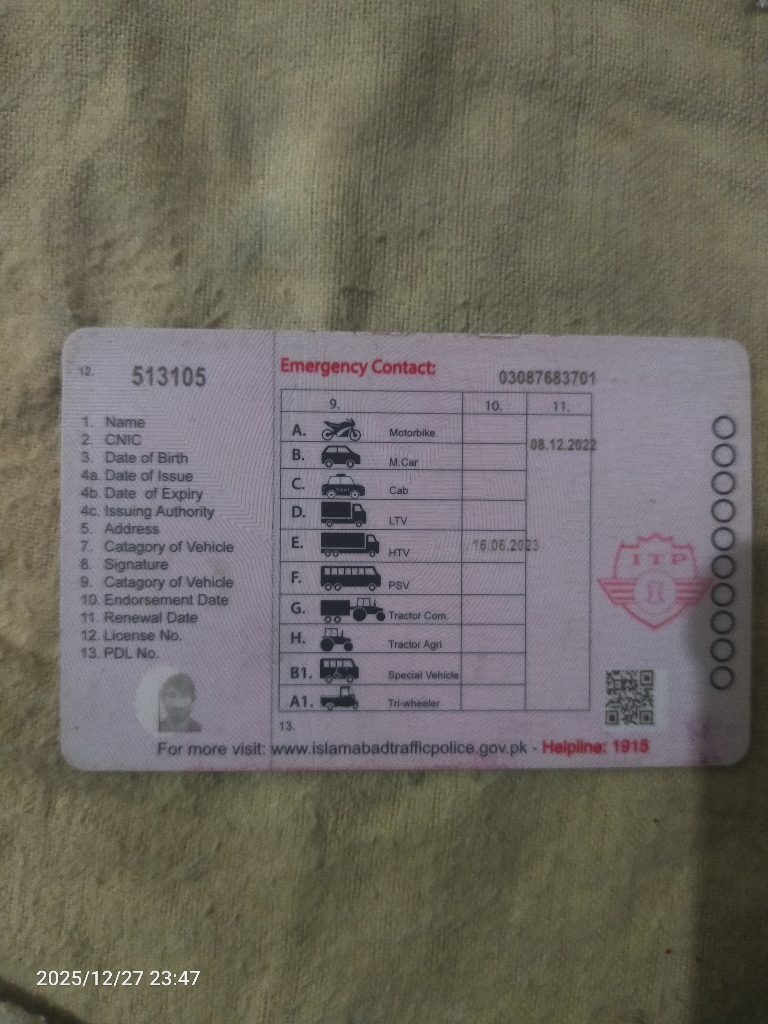 12. 513105
Emergency Contact: 03087683701
1. Name
2. CNIC
3. Date of Birth
4a. Date of Issue
4b. Date of Expiry
4c. Issuing Authority
5. Address
7. Catagory of Vehicle
8. Signature
9. Catagory of Vehicle
10. Endorsement Date
11. Renewal Date
12. License No.
13. PDL No.
9. 10. 11.
A. Motorbike
08.12.2022
B. M.Car
C. TAXI Cab
D. LTV
E. HTV 16.06.2023
F. PSV
G. Tractor Com.
H. Tractor Agri
B1. Special Vehicle
A1. Tri-wheeler
13.
ITP
For more visit: www.islamabadtrafficpolice.gov.pk - Helpline: 1915
2025/12/27 23:47